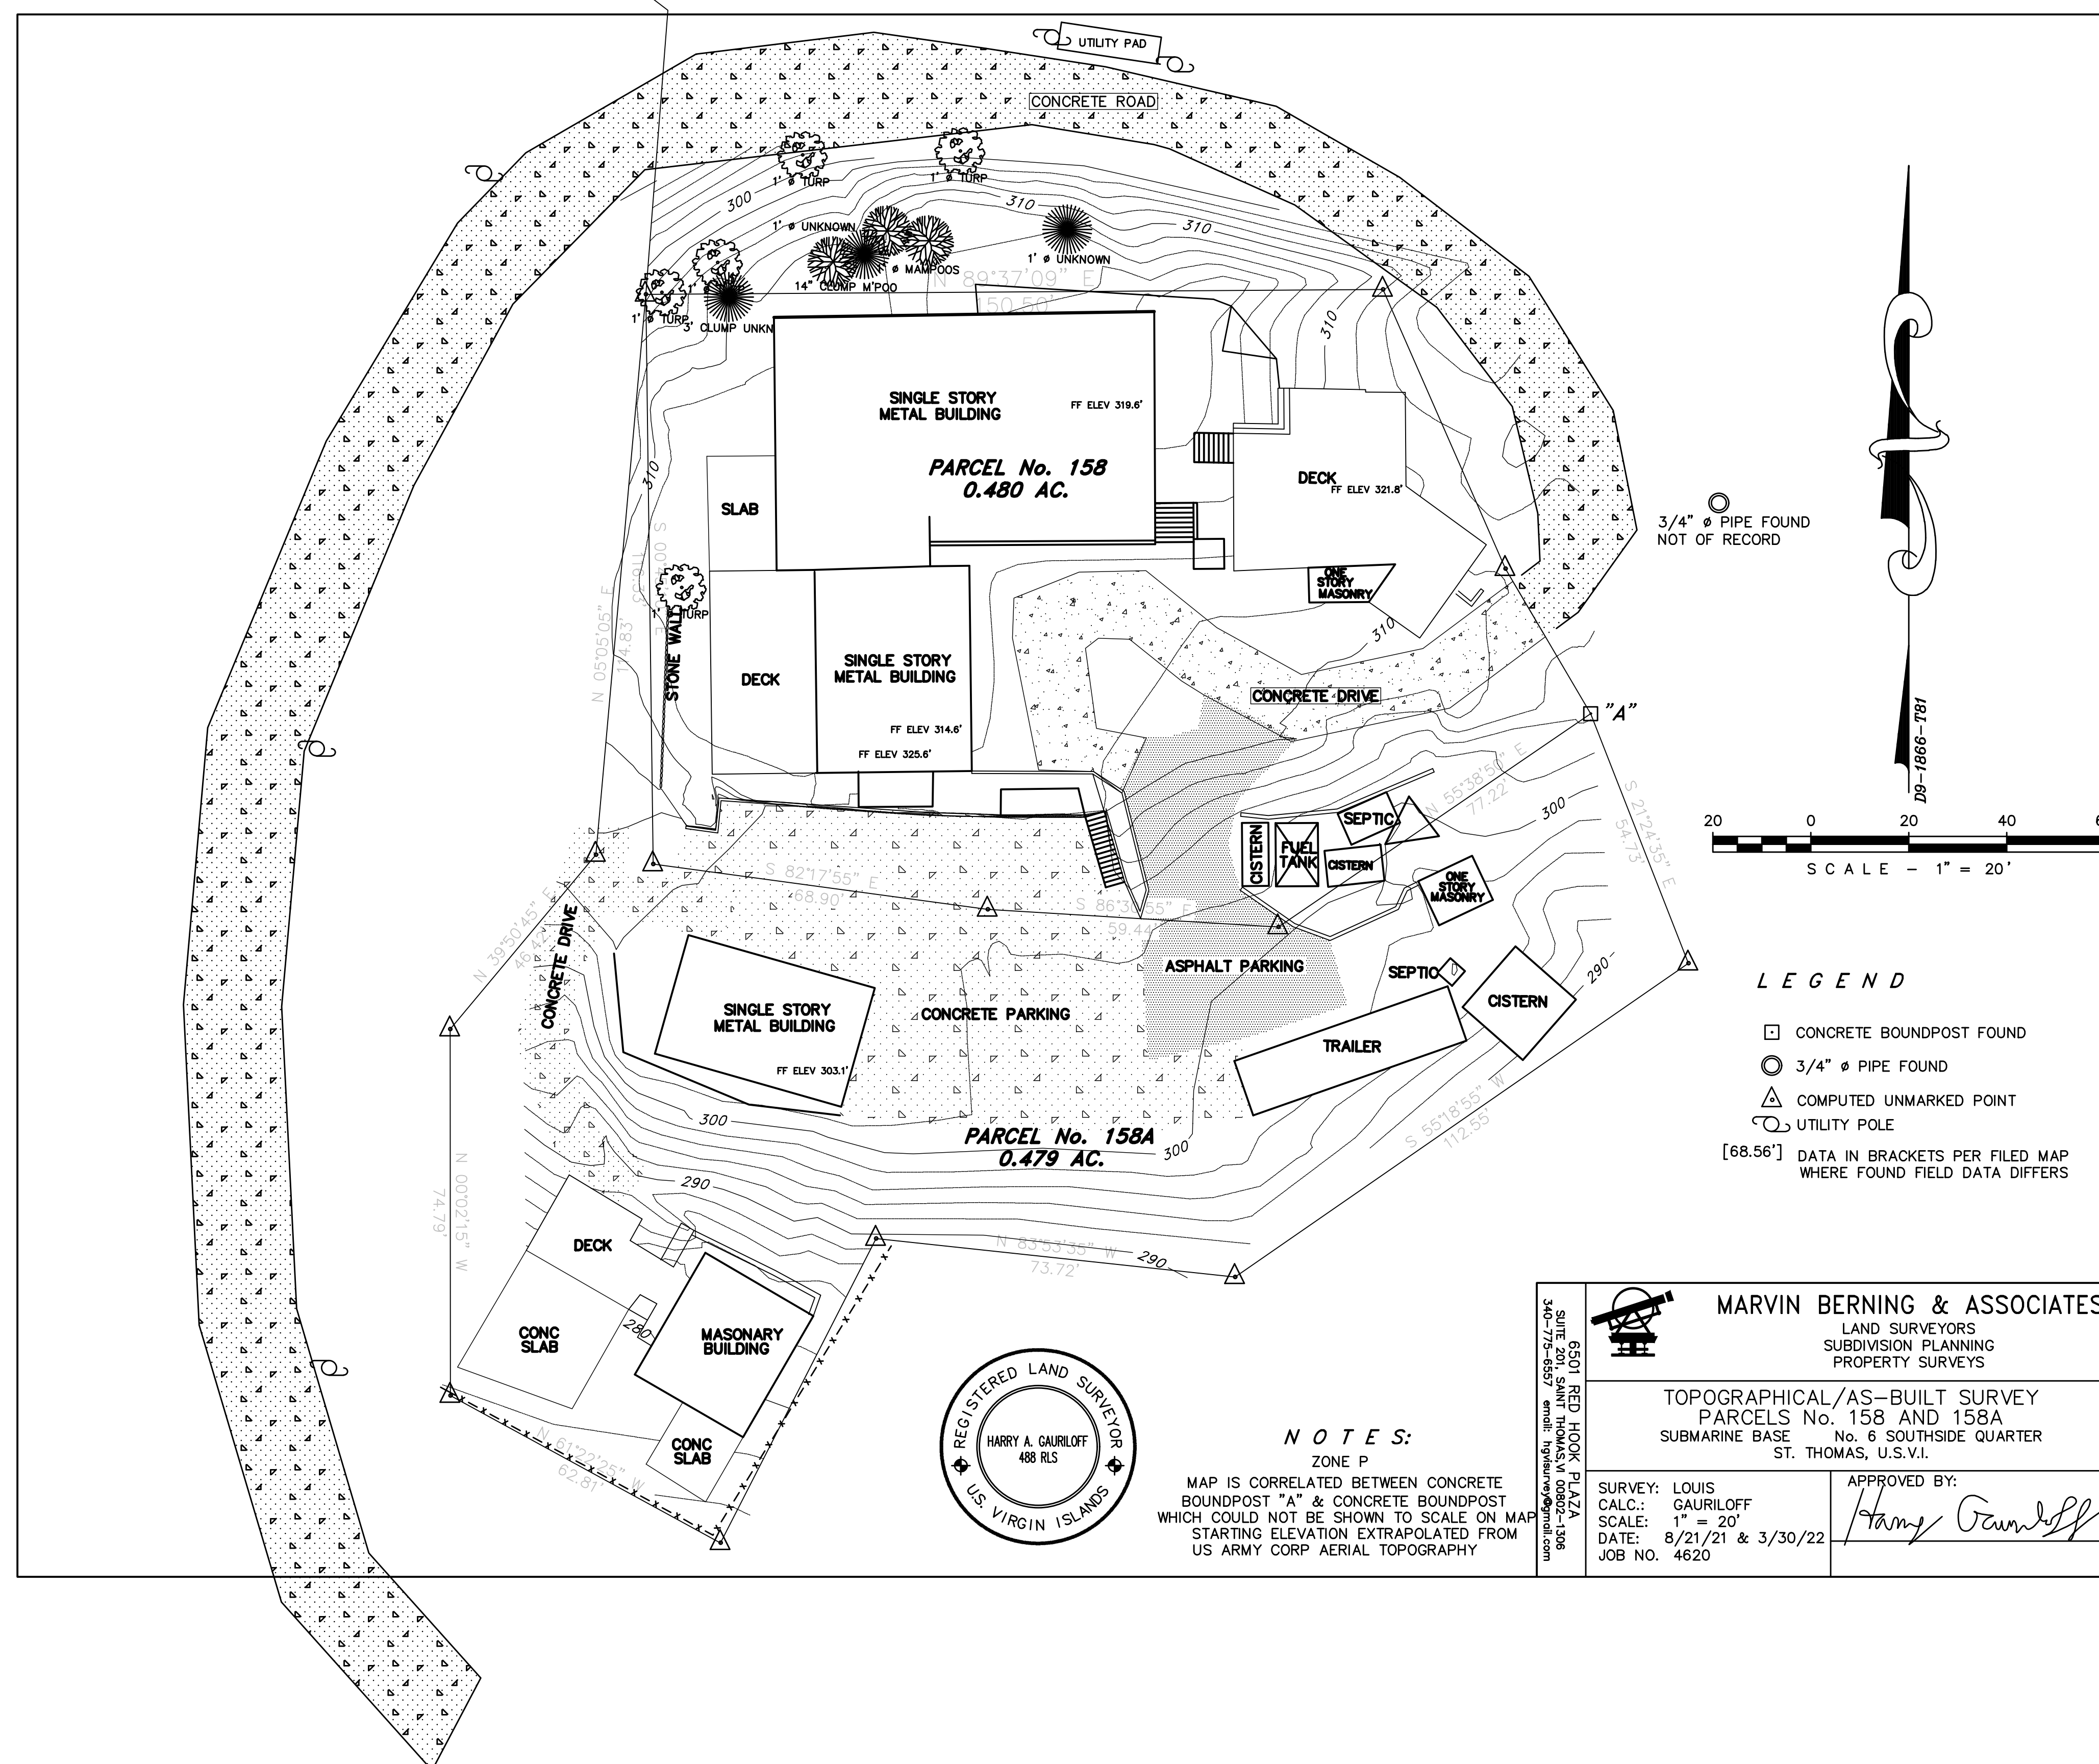 UTILITY PAD
CONCRETE ROAD
1' ø TURP
1' ø TURP
300
310
310
1' ø UNKNOWN
ø MAMPOOS
1' ø UNKNOWN
14" CLUMP M'POO
N 89°37'09" E
150.50'
1' ø TURP
3' CLUMP UNKN
310
SINGLE STORY
METAL BUILDING
FF ELEV 319.6'
PARCEL No. 158
0.480 AC.
310
SLAB
DECK
FF ELEV 321.8'
3/4" ø PIPE FOUND
NOT OF RECORD
ONE
STORY
MASONRY
1' ø TURP
STONE WALL
N 05°05'05" E
114.83'
310
SINGLE STORY
METAL BUILDING
DECK
CONCRETE DRIVE
"A"
FF ELEV 314.6'
FF ELEV 325.6'
D9-1866-T81
N 55°38'50" E
77.22'
S 21°24'35" E
54.73'
300
SEPTIC
CISTERN
FUEL
TANK
CISTERN
20 0 20 40
SCALE - 1" = 20'
S 82°17'55" E
68.90'
ONE
STORY
MASONRY
S 86°30'55" E
59.44'
N 39°50'45" E
46.42'
CONCRETE DRIVE
ASPHALT PARKING
SEPTIC
290
CISTERN
LEGEND
SINGLE STORY
METAL BUILDING
CONCRETE PARKING
CONCRETE BOUNDPOST FOUND
TRAILER
3/4" ø PIPE FOUND
FF ELEV 303.1'
COMPUTED UNMARKED POINT
UTILITY POLE
[68.56'] DATA IN BRACKETS PER FILED MAP
WHERE FOUND FIELD DATA DIFFERS
300
PARCEL No. 158A
0.479 AC.
300
S 55°18'55" W
112.55'
290
N 00°02'15" W
74.79'
DECK
N 83°53'35" W
73.72'
290
280
CONC
SLAB
MASONARY
BUILDING
CONC
SLAB
N 61°22'25" W
62.81'
REGISTERED LAND SURVEYOR
HARRY A. GAURILOFF
488 RLS
U.S. VIRGIN ISLANDS
NOTES:
ZONE P
MAP IS CORRELATED BETWEEN CONCRETE
BOUNDPOST "A" & CONCRETE BOUNDPOST
WHICH COULD NOT BE SHOWN TO SCALE ON MAP
STARTING ELEVATION EXTRAPOLATED FROM
US ARMY CORP AERIAL TOPOGRAPHY
6501 RED HOOK PLAZA
SUITE 201, SAINT THOMAS,VI 00802-1306
340-775-6557 email: hgvisurvey@gmail.com
MARVIN BERNING & ASSOCIATES
LAND SURVEYORS
SUBDIVISION PLANNING
PROPERTY SURVEYS
TOPOGRAPHICAL/AS-BUILT SURVEY
PARCELS No. 158 AND 158A
SUBMARINE BASE No. 6 SOUTHSIDE QUARTER
ST. THOMAS, U.S.V.I.
SURVEY: LOUIS
CALC.: GAURILOFF
SCALE: 1" = 20'
DATE: 8/21/21 & 3/30/22
JOB NO. 4620
APPROVED BY:
Harry Gauriloff